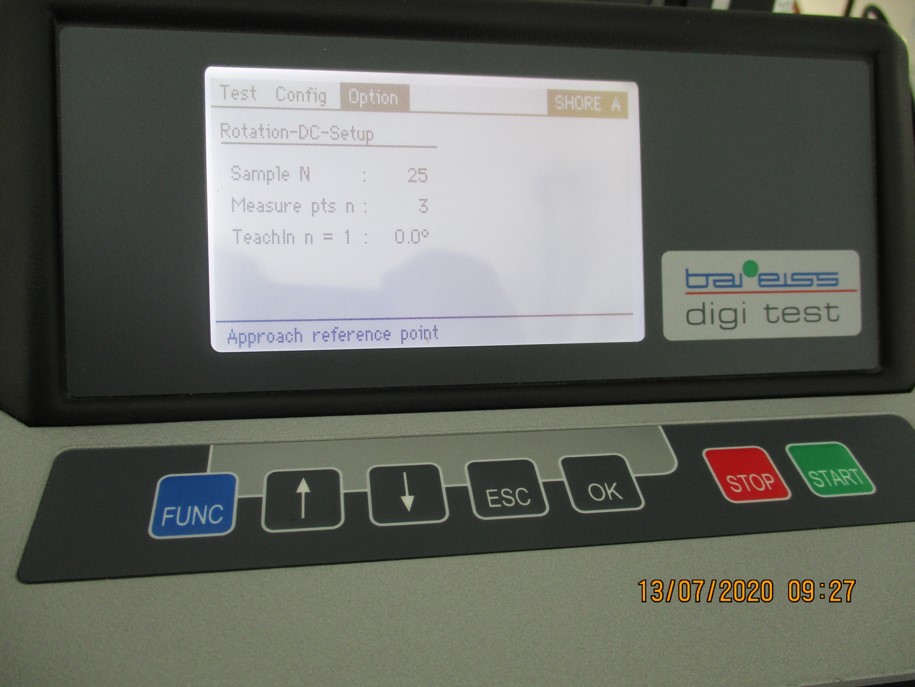 Test Config Option SHORE A
Rotation-DC-Setup
Sample N : 25
Measure pts n : 3
TeachIn n = 1 : 0.0°
Approach reference point
bareiss
digi test
FUNC ↑ ↓ ESC OK STOP START
13/07/2020 09:27